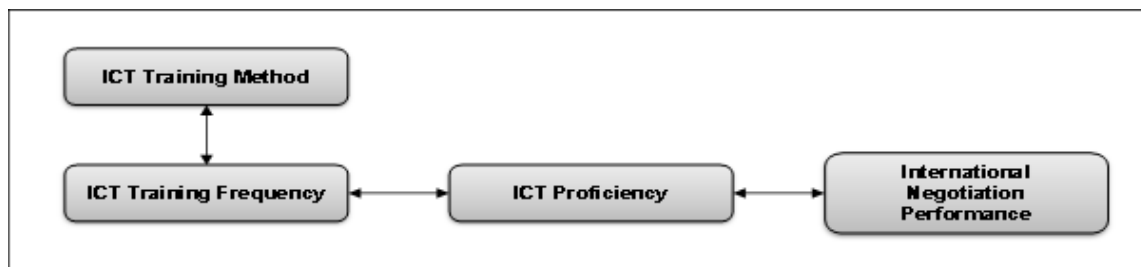 ICT Training Method
ICT Training Frequency
ICT Proficiency
International
Negotiation
Performance